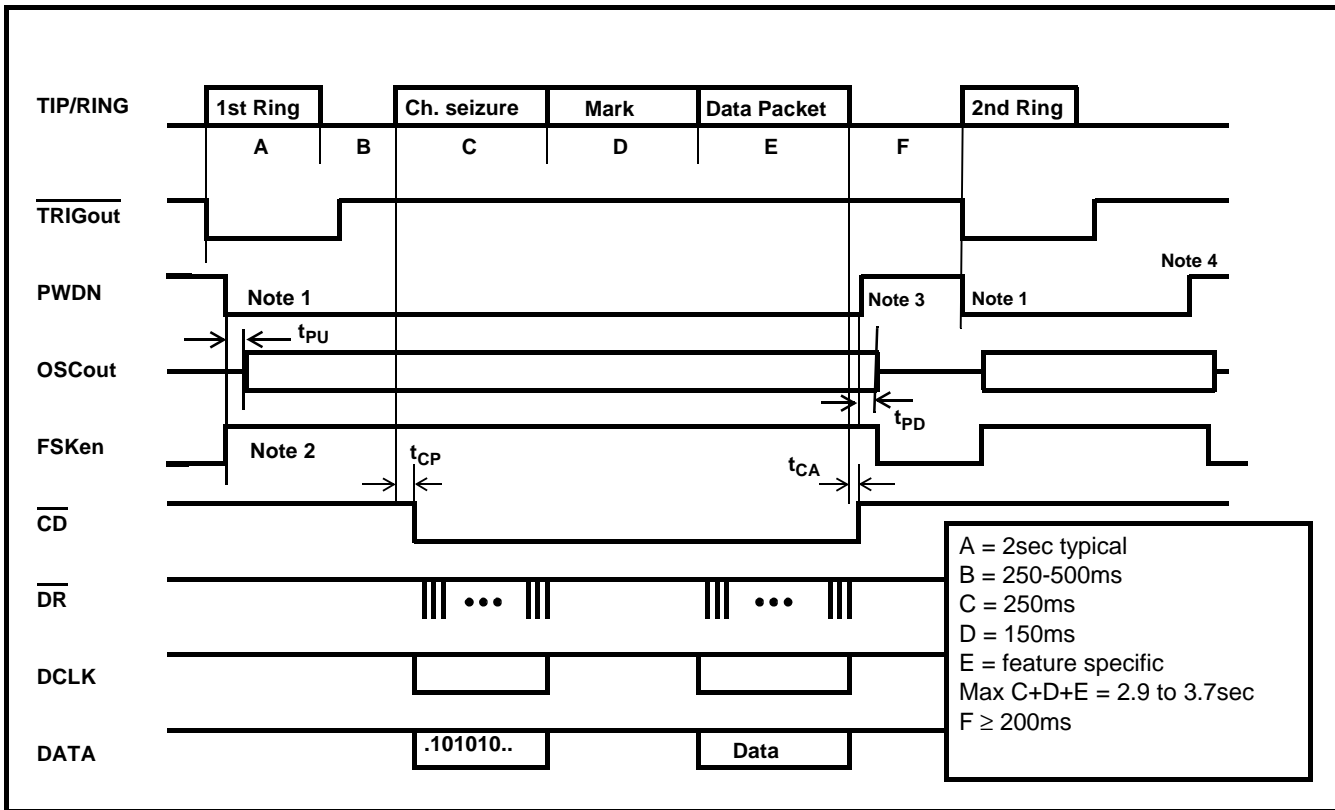 TIP/RING 1st Ring Ch. seizure Mark Data Packet 2nd Ring
A B C D E F
TRIGout
PWDN Note 1 Note 3 Note 1 Note 4
tPU
OSCout
tPD
FSKen Note 2
tCP tCA
CD
DR •••  •••
DCLK
DATA .101010.. Data
A = 2sec typical
B = 250-500ms
C = 250ms
D = 150ms
E = feature specific
Max C+D+E = 2.9 to 3.7sec
F ≥ 200ms